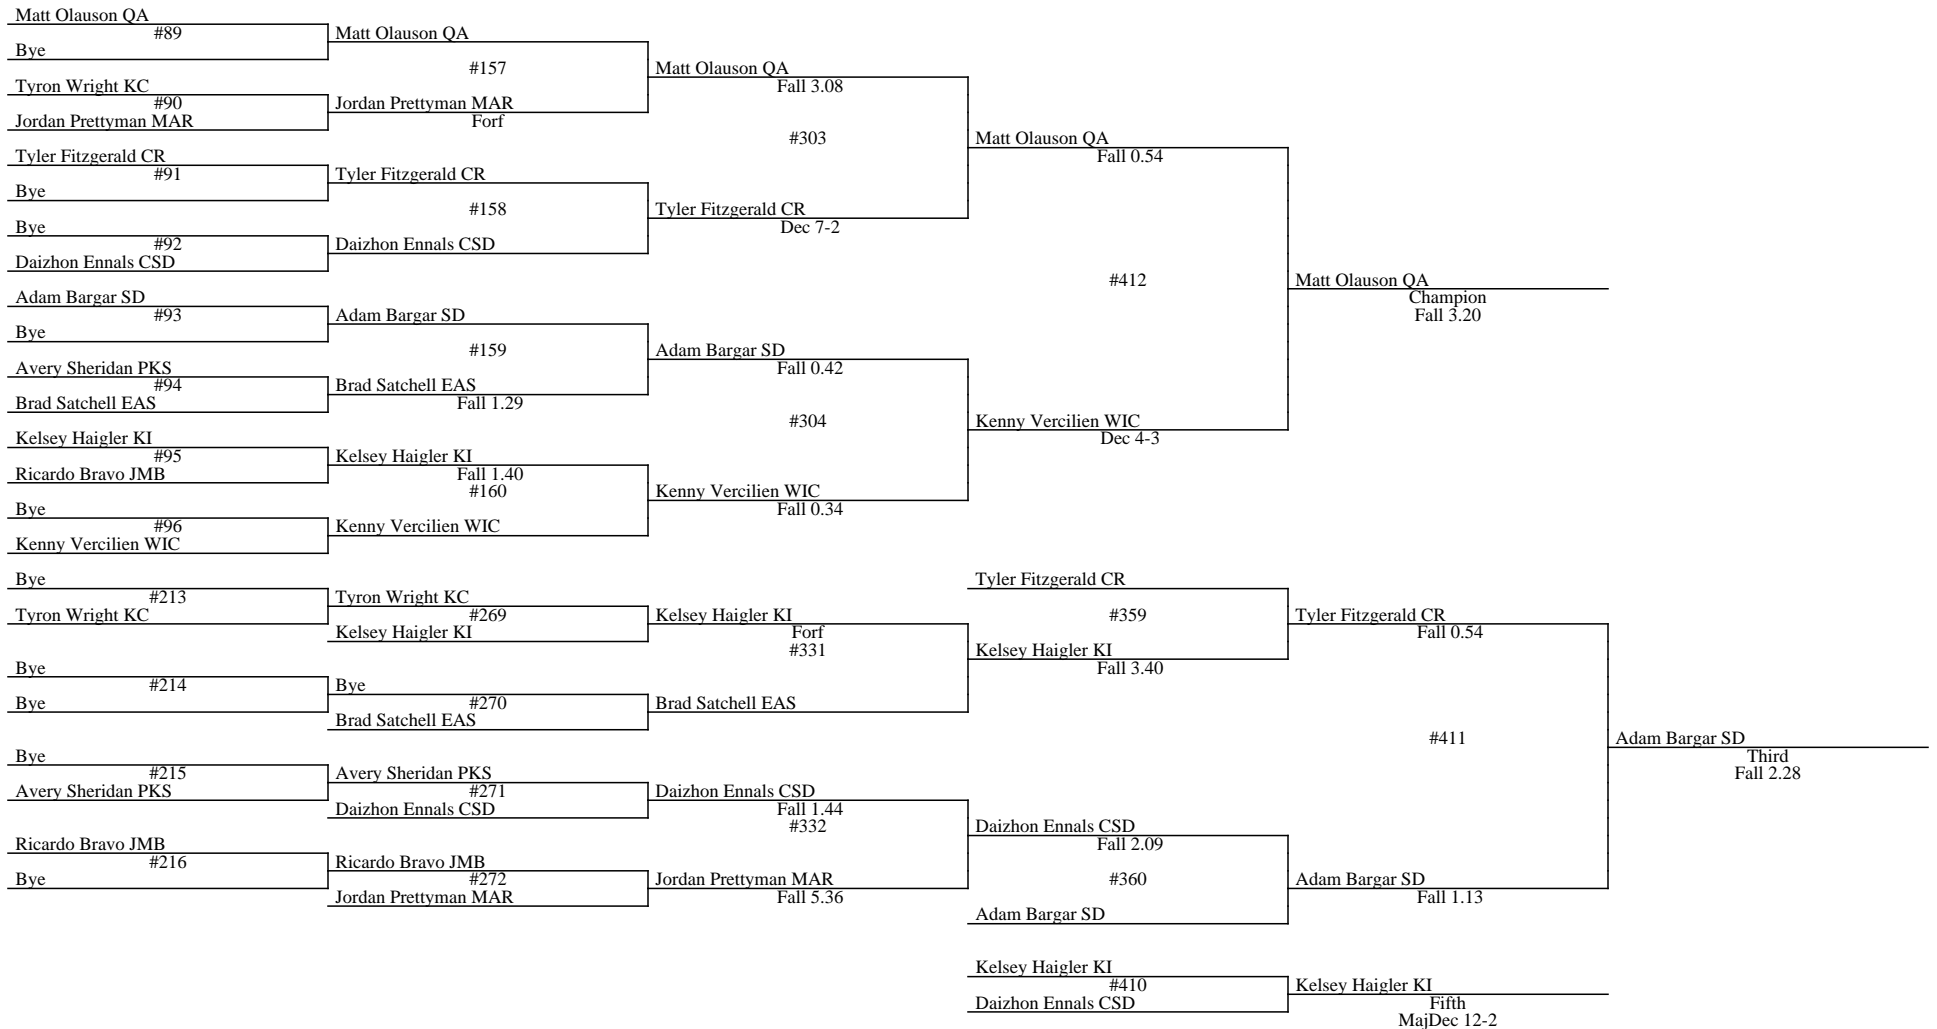 Matt Olauson QA
#89
Bye
Tyron Wright KC
#90
Jordan Prettyman MAR
Tyler Fitzgerald CR
#91
Bye
Bye
#92
Daizhon Ennals CSD
Adam Bargar SD
#93
Bye
Avery Sheridan PKS
#94
Brad Satchell EAS
Kelsey Haigler KI
#95
Ricardo Bravo JMB
Bye
#96
Kenny Vercilien WIC
Matt Olauson QA
#157
Jordan Prettyman MAR
Forf
Tyler Fitzgerald CR
#158
Daizhon Ennals CSD
Adam Bargar SD
#159
Brad Satchell EAS
Fall 1.29
Kelsey Haigler KI
Fall 1.40
#160
Kenny Vercilien WIC
Matt Olauson QA
Fall 3.08
#303
Tyler Fitzgerald CR
Dec 7-2
Adam Bargar SD
Fall 0.42
#304
Kenny Vercilien WIC
Fall 0.34
Matt Olauson QA
Fall 0.54
#412
Kenny Vercilien WIC
Dec 4-3
Matt Olauson QA
Champion
Fall 3.20
Bye
#213
Tyron Wright KC
Bye
#214
Bye
Bye
#215
Avery Sheridan PKS
Ricardo Bravo JMB
#216
Bye
Tyron Wright KC
#269
Kelsey Haigler KI
Bye
#270
Brad Satchell EAS
Avery Sheridan PKS
#271
Daizhon Ennals CSD
Ricardo Bravo JMB
#272
Jordan Prettyman MAR
Kelsey Haigler KI
Forf
#331
Brad Satchell EAS
Daizhon Ennals CSD
Fall 1.44
#332
Jordan Prettyman MAR
Fall 5.36
Tyler Fitzgerald CR
#359
Kelsey Haigler KI
Fall 3.40
Daizhon Ennals CSD
Fall 2.09
#360
Adam Bargar SD
Tyler Fitzgerald CR
Fall 0.54
#411
Adam Bargar SD
Fall 1.13
Adam Bargar SD
Third
Fall 2.28
Kelsey Haigler KI
#410
Daizhon Ennals CSD
Kelsey Haigler KI
Fifth
MajDec 12-2